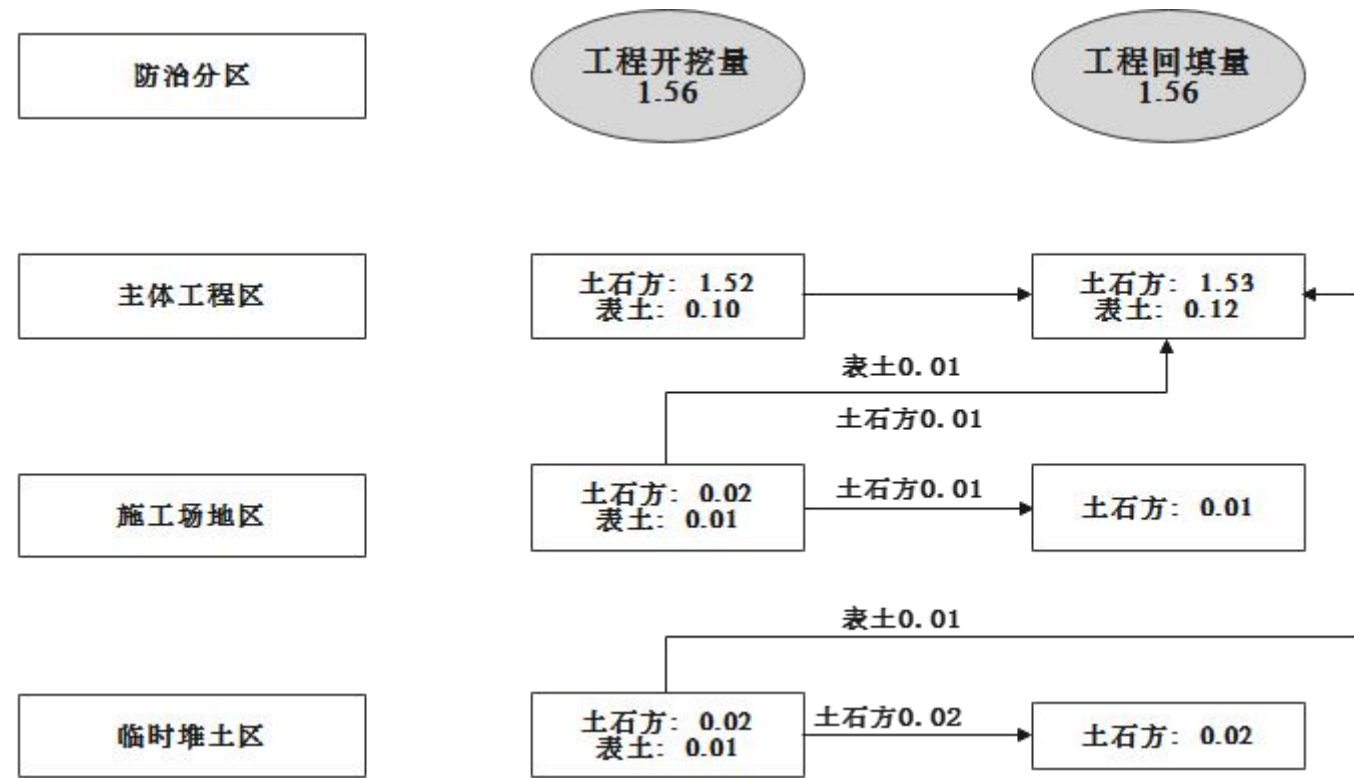 防治分区
工程开挖量
1.56
工程回填量
1.56
主体工程区
土石方: 1.52
表土: 0.10
土石方: 1.53
表土: 0.12
表土0.01
土石方0.01
施工场地区
土石方: 0.02
表土: 0.01
土石方0.01
土石方: 0.01
表土0.01
临时堆土区
土石方: 0.02
表土: 0.01
土石方0.02
土石方: 0.02